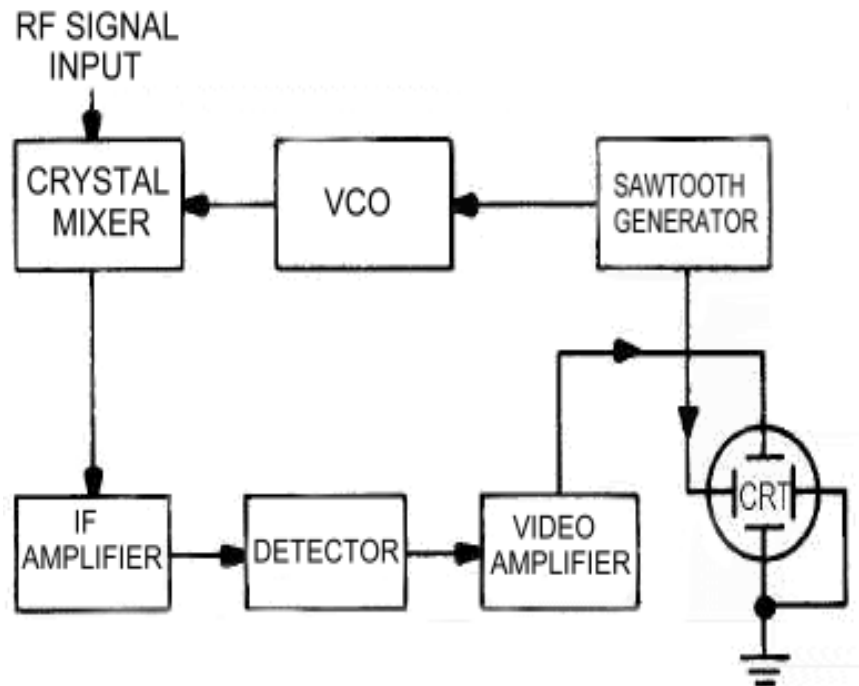 RF SIGNAL
INPUT
CRYSTAL
MIXER
VCO
SAWTOOTH
GENERATOR
IF
AMPLIFIER
DETECTOR
VIDEO
AMPLIFIER
CRT